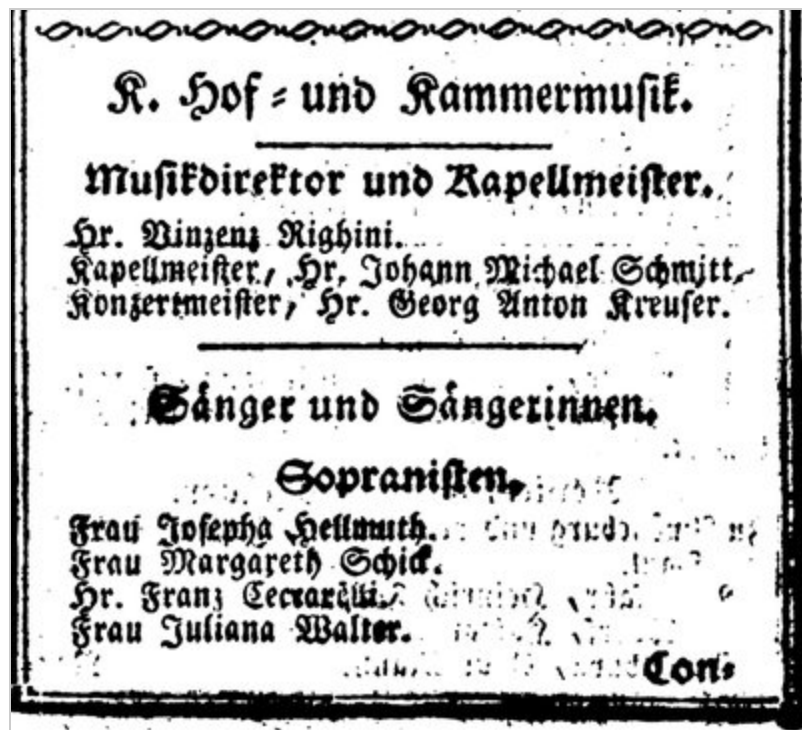 K. Hof- und Kammermusik.
Musikdirektor und Kapellmeister.
Hr. Vinzenz Righini.
Kapellmeister, Hr. Johann Michael Schmitt.
Konzertmeister, Hr. Georg Anton Kreuser.
Sänger und Sängerinnen.
Sopranisten.
Frau Josepha Hellmuth.
Frau Margareth Schick.
Hr. Franz Ceccarelli.
Frau Juliana Walter.
Con-